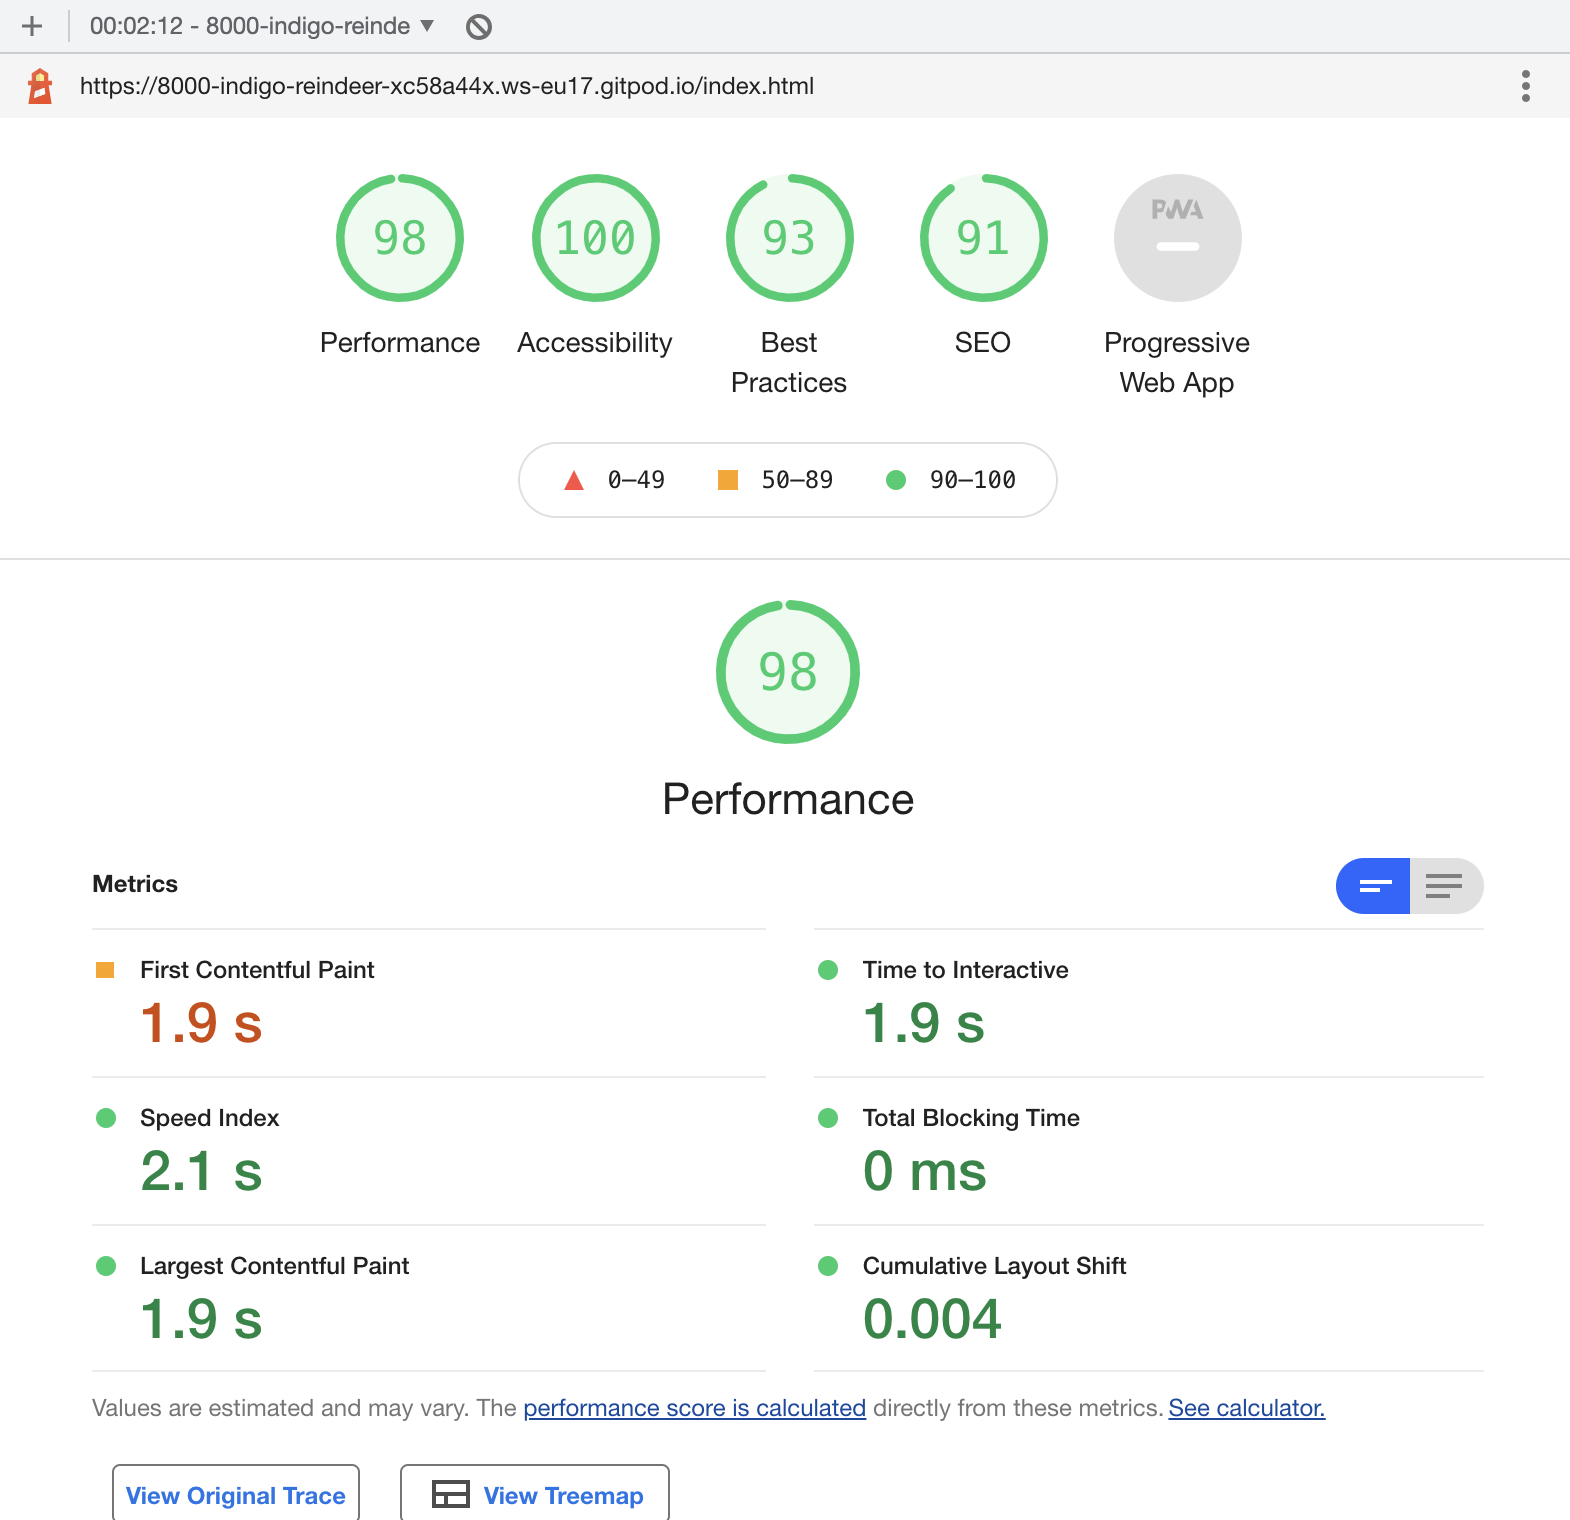 00:02:12 - 8000-indigo-reinde
https://8000-indigo-reindeer-xc58a44x.ws-eu17.gitpod.io/index.html
98 100 93 91 PWA
Performance Accessibility Best Practices SEO Progressive Web App
0–49 50–89 90–100
98
Performance
Metrics
First Contentful Paint
1.9 s
Time to Interactive
1.9 s
Speed Index
2.1 s
Total Blocking Time
0 ms
Largest Contentful Paint
1.9 s
Cumulative Layout Shift
0.004
Values are estimated and may vary. The performance score is calculated directly from these metrics. See calculator.
View Original Trace
View Treemap